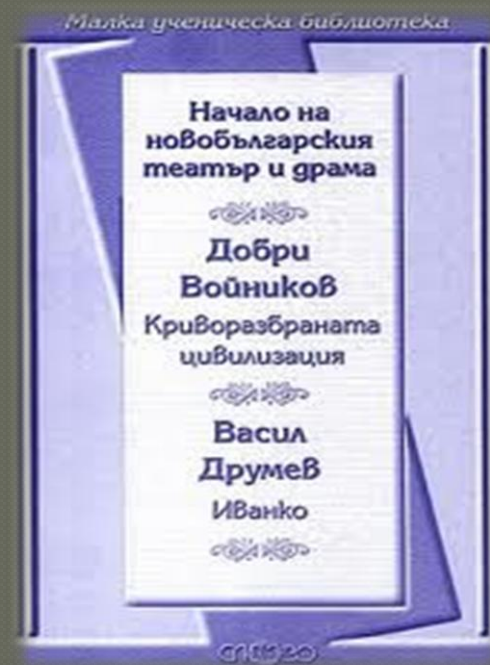 Малка ученическа библиотека
Начало на
новобългарския
театър и драма
Добри
Войников
Криворазбраната
цивилизация
Васил
Друмев
Иванко